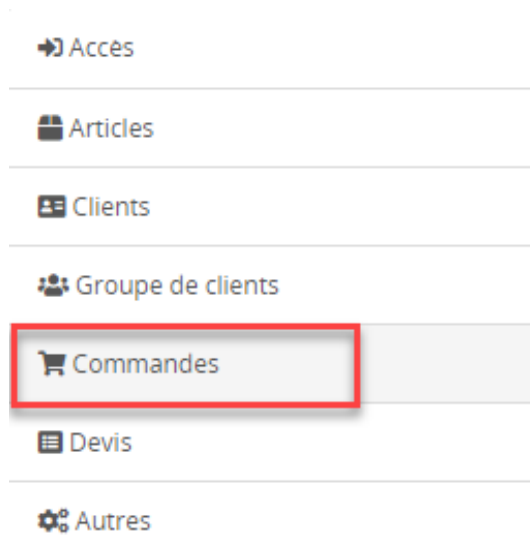 Accès
Articles
Clients
Groupe de clients
Commandes
Devis
Autres